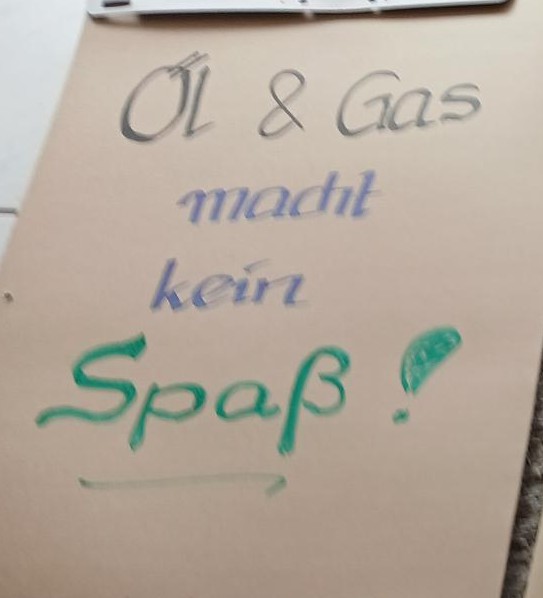 Öl & Gas
macht
kein
Spaß!